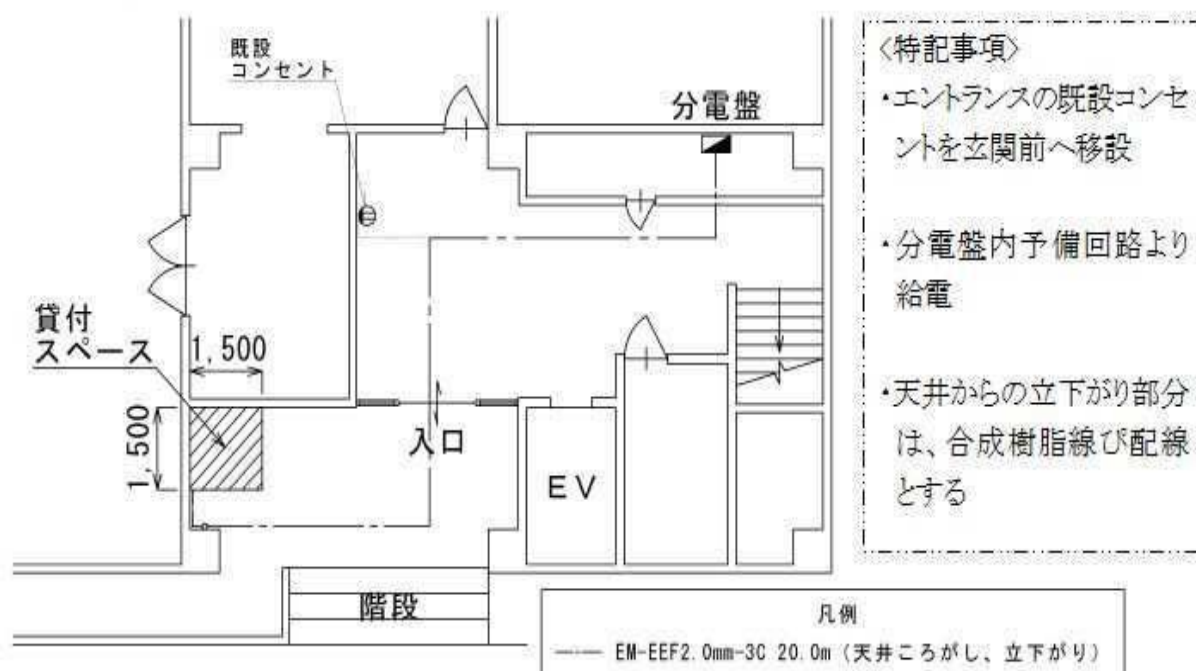 既設
コンセント
分電盤
貸付
スペース
1,500
1,500
入口
EV
階段
〈特記事項〉
・エントランスの既設コンセ
ントを玄関前へ移設
・分電盤内予備回路より
給電
・天井からの立下がり部分
は、合成樹脂線ぴ配線
とする
凡例
EM-EEF2.0mm-3C 20.0m（天井ころがし、立下がり）